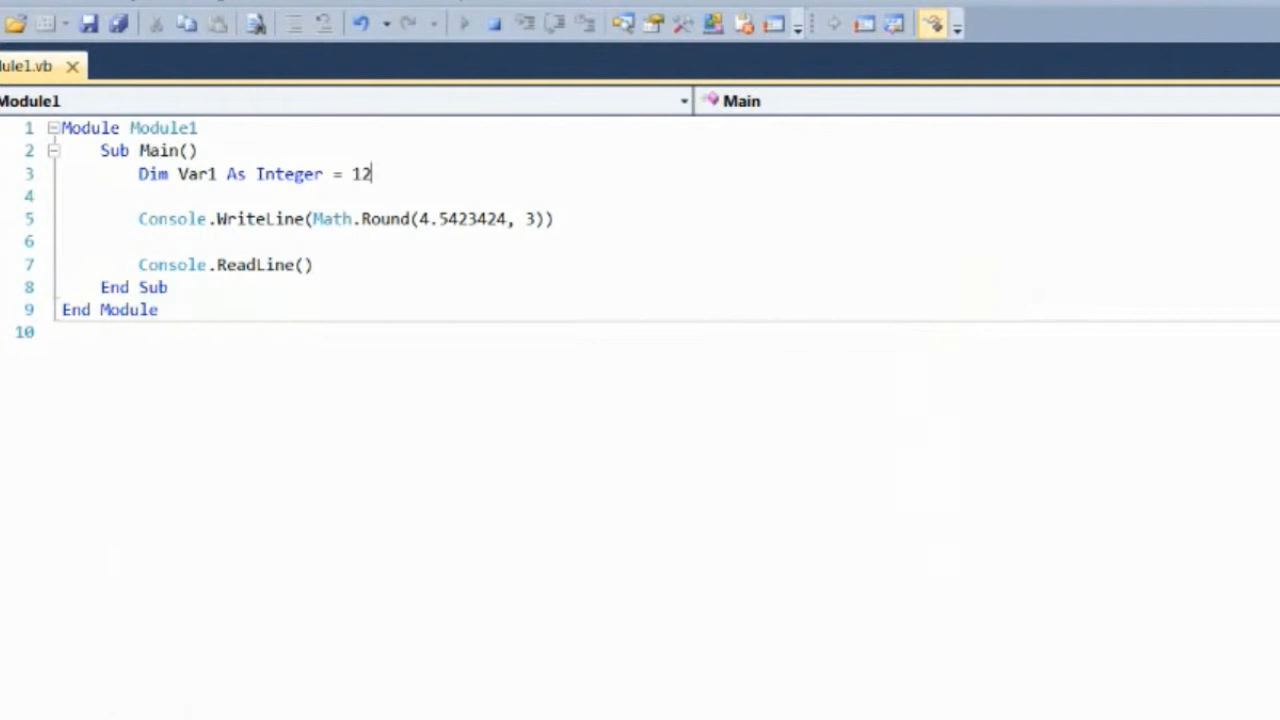 ule1.vb
Module1
Main
1 Module Module1
2 Sub Main()
3 Dim Var1 As Integer = 12
4
5 Console.WriteLine(Math.Round(4.5423424, 3))
6
7 Console.ReadLine()
8 End Sub
9 End Module
10